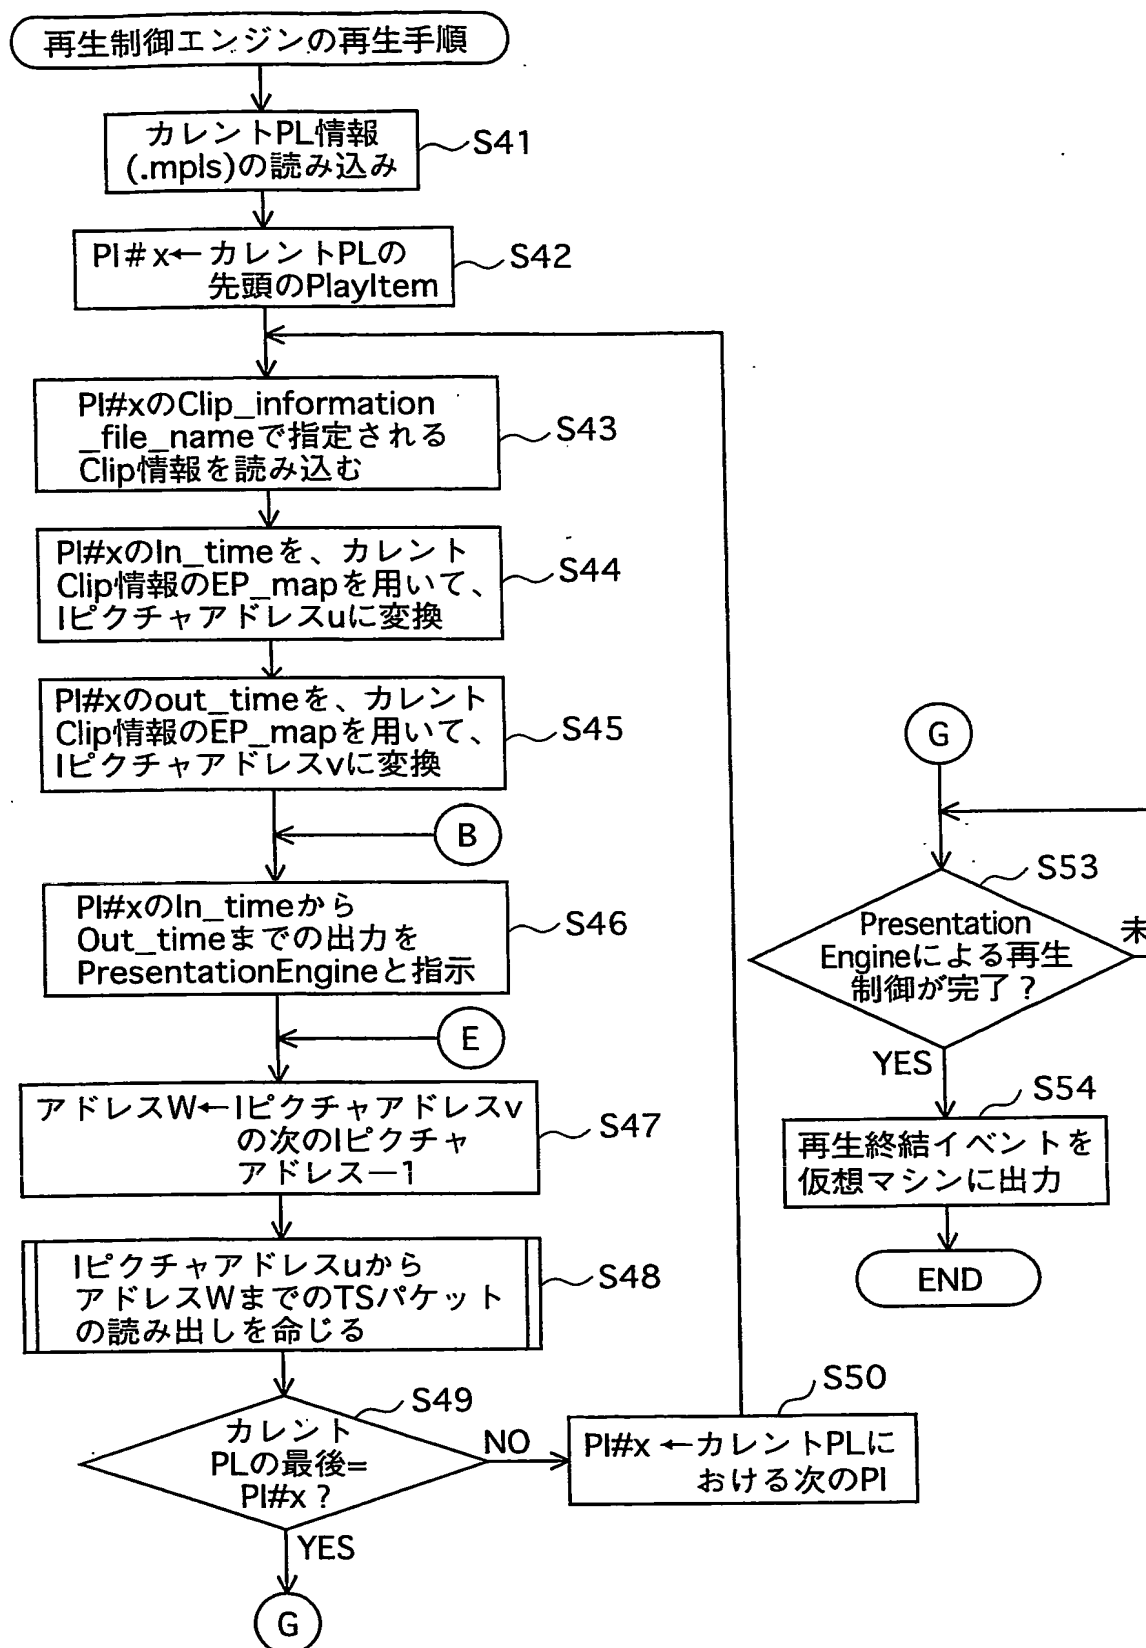 再生制御エンジンの再生手順
カレントPL情報
(.mpls)の読み込み
S41
PI#x←カレントPLの
先頭のPlayItem
S42
PI#xのClip_information
_file_nameで指定される
Clip情報を読み込む
S43
PI#xのIn_timeを、カレント
Clip情報のEP_mapを用いて、
Iピクチャアドレスuに変換
S44
PI#xのout_timeを、カレント
Clip情報のEP_mapを用いて、
Iピクチャアドレスvに変換
S45
B
PI#xのIn_timeから
Out_timeまでの出力を
PresentationEngineと指示
S46
E
アドレスW←Iピクチャアドレスv
の次のIピクチャ
アドレス－1
S47
Iピクチャアドレスuから
アドレスWまでのTSパケット
の読み出しを命じる
S48
カレント
PLの最後=
PI#x?
S49
NO
YES
G
PI#x←カレントPLに
おける次のPI
S50
G
Presentation
Engineによる再生
制御が完了?
S53
未
YES
再生終結イベントを
仮想マシンに出力
S54
END